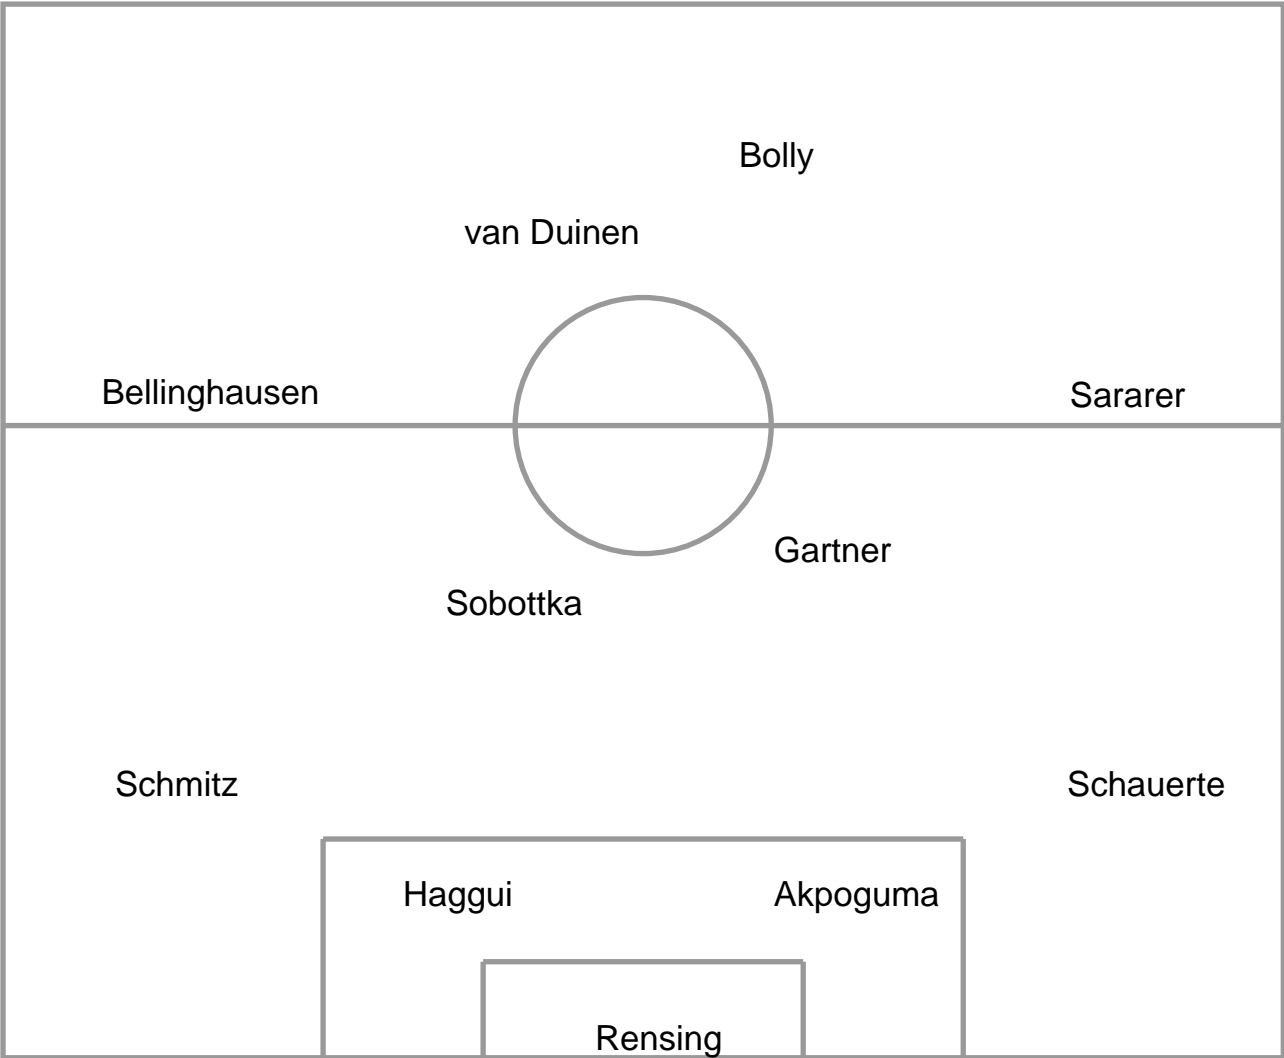 Bolly
van Duinen
Bellinghausen
Sararer
Gartner
Sobottka
Schmitz
Schauerte
Haggui
Akpoguma
Rensing